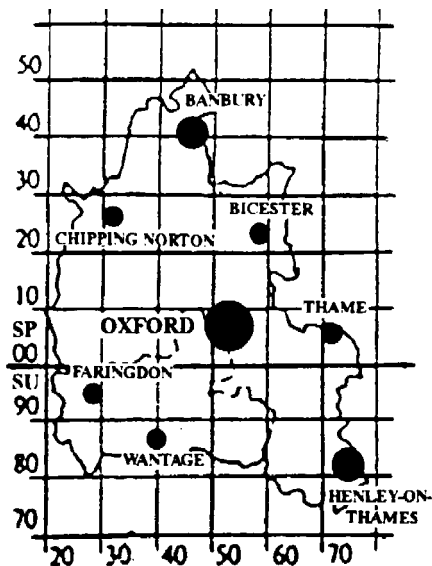 50
BANBURY
40
30
BICESTER
CHIPPING NORTON
20
10
THAME
SP
OXFORD
00
SU
FARINGDON
90
WANTAGE
80
HENLEY-ON-
THAMES
70
20 30 40 50 60 70